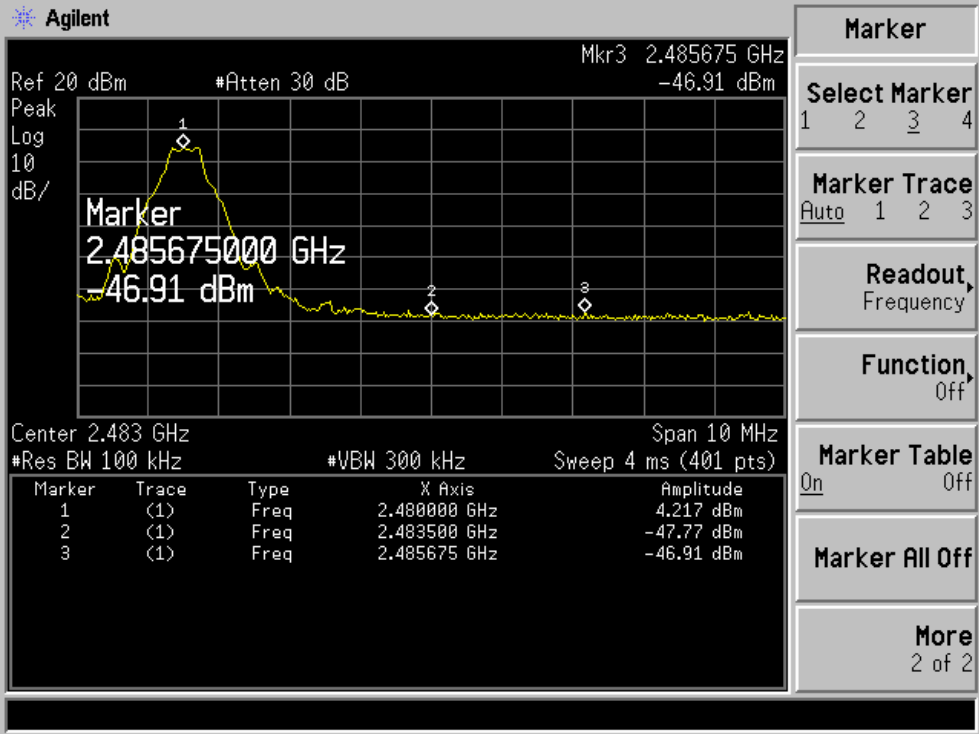 Agilent
Mkr3 2.485675 GHz
Ref 20 dBm #Atten 30 dB -46.91 dBm
Peak
Log
10
dB/
1
Marker
2.485675000 GHz
-46.91 dBm
2
3
Center 2.483 GHz Span 10 MHz
#Res BW 100 kHz #VBW 300 kHz Sweep 4 ms (401 pts)
Marker Trace Type X Axis Amplitude
1 (1) Freq 2.480000 GHz 4.217 dBm
2 (1) Freq 2.483500 GHz -47.77 dBm
3 (1) Freq 2.485675 GHz -46.91 dBm
Marker
Select Marker
1 2 3 4
Marker Trace
Auto 1 2 3
Readout
Frequency
Function
Off
Marker Table
On Off
Marker All Off
More
2 of 2